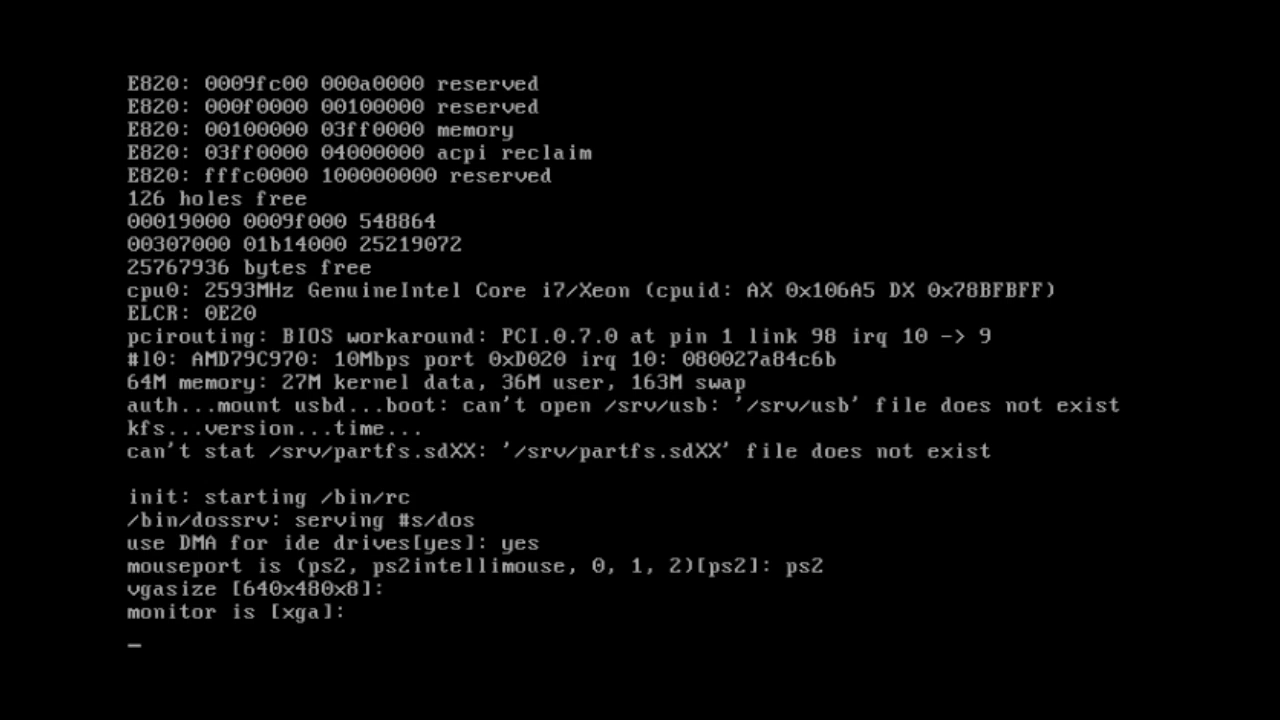 E820: 0009fc00 000a0000 reserved
E820: 000f0000 00100000 reserved
E820: 00100000 03ff0000 memory
E820: 03ff0000 04000000 acpi reclaim
E820: fffc0000 100000000 reserved
126 holes free
00019000 0009f000 548864
00307000 01b14000 25219072
25767936 bytes free
cpu0: 2593MHz GenuineIntel Core i7/Xeon (cpuid: AX 0x106A5 DX 0x78BFBFF)
ELCR: 0E20
pcirouting: BIOS workaround: PCI.0.7.0 at pin 1 link 98 irq 10 -> 9
#l0: AMD79C970: 10Mbps port 0xD020 irq 10: 080027a84c6b
64M memory: 27M kernel data, 36M user, 163M swap
auth...mount usbd...boot: can't open /srv/usb: '/srv/usb' file does not exist
kfs...version...time...
can't stat /srv/partfs.sdXX: '/srv/partfs.sdXX' file does not exist
init: starting /bin/rc
/bin/dossrv: serving #s/dos
use DMA for ide drives[yes]: yes
mouseport is (ps2, ps2intellimouse, 0, 1, 2)[ps2]: ps2
vgasize [640x480x8]:
monitor is [xga]:
_